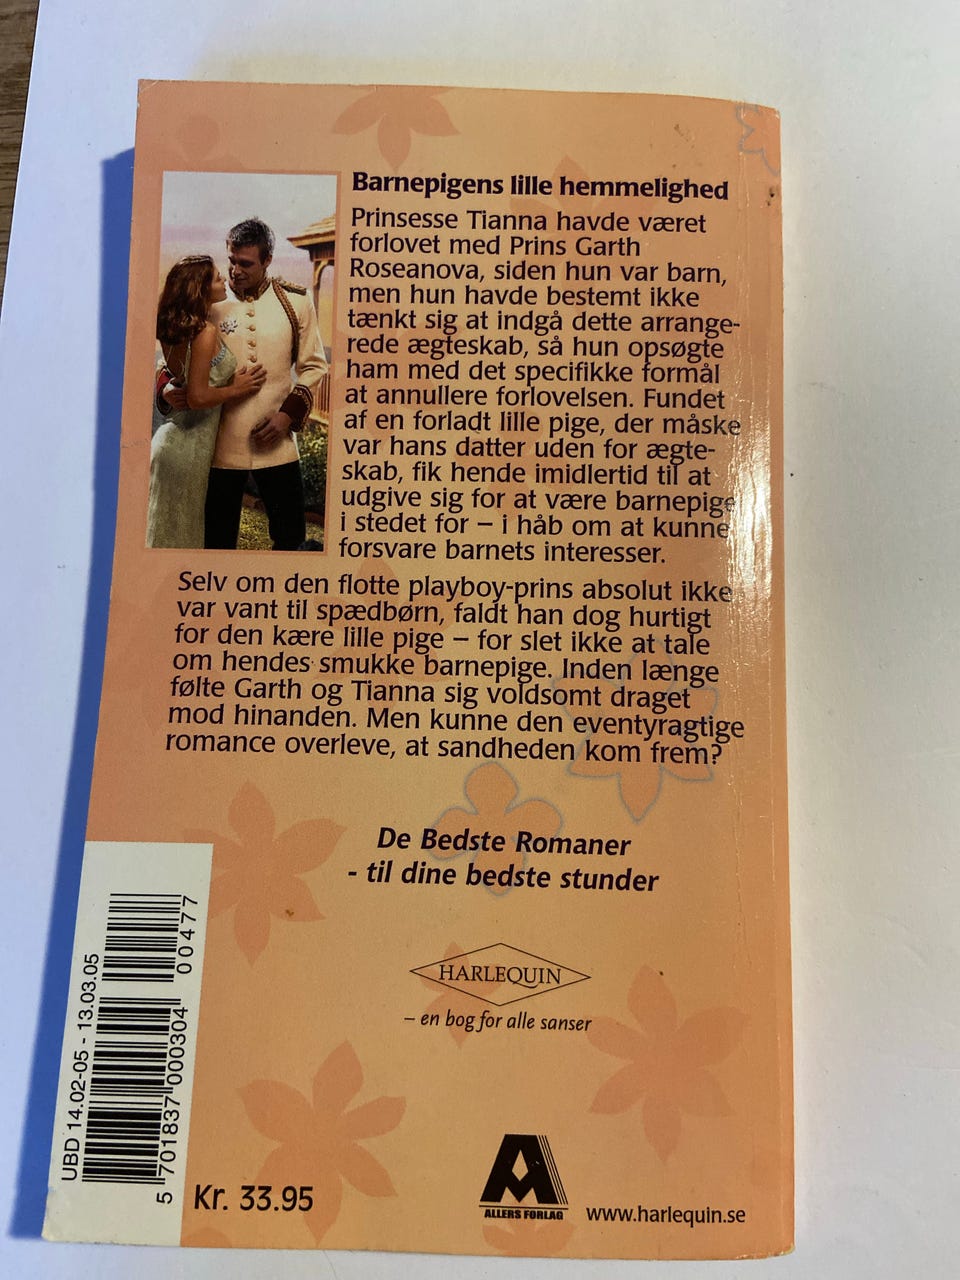 Barnepigens lille hemmelighed
Prinsesse Tianna havde været
forlovet med Prins Garth
Roseanova, siden hun var barn,
men hun havde bestemt ikke
tænkt sig at indgå dette arrange-
rede ægteskab, så hun opsøgte
ham med det specifikke formål
at annullere forlovelsen. Fundet
af en forladt lille pige, der måske
var hans datter uden for ægte-
skab, fik hende imidlertid til at
udgive sig for at være barnepige
i stedet for – i håb om at kunne
forsvare barnets interesser.
Selv om den flotte playboy-prins absolut ikke
var vant til spædbørn, faldt han dog hurtigt
for den kære lille pige – for slet ikke at tale
om hendes smukke barnepige. Inden længe
følte Garth og Tianna sig voldsomt draget
mod hinanden. Men kunne den eventyragtige
romance overleve, at sandheden kom frem?
De Bedste Romaner
- til dine bedste stunder
HARLEQUIN
– en bog for alle sanser
UBD 14.02-05 - 13.03.05
5 701837 000304
00477
Kr. 33.95
ALLERS FORLAG
www.harlequin.se